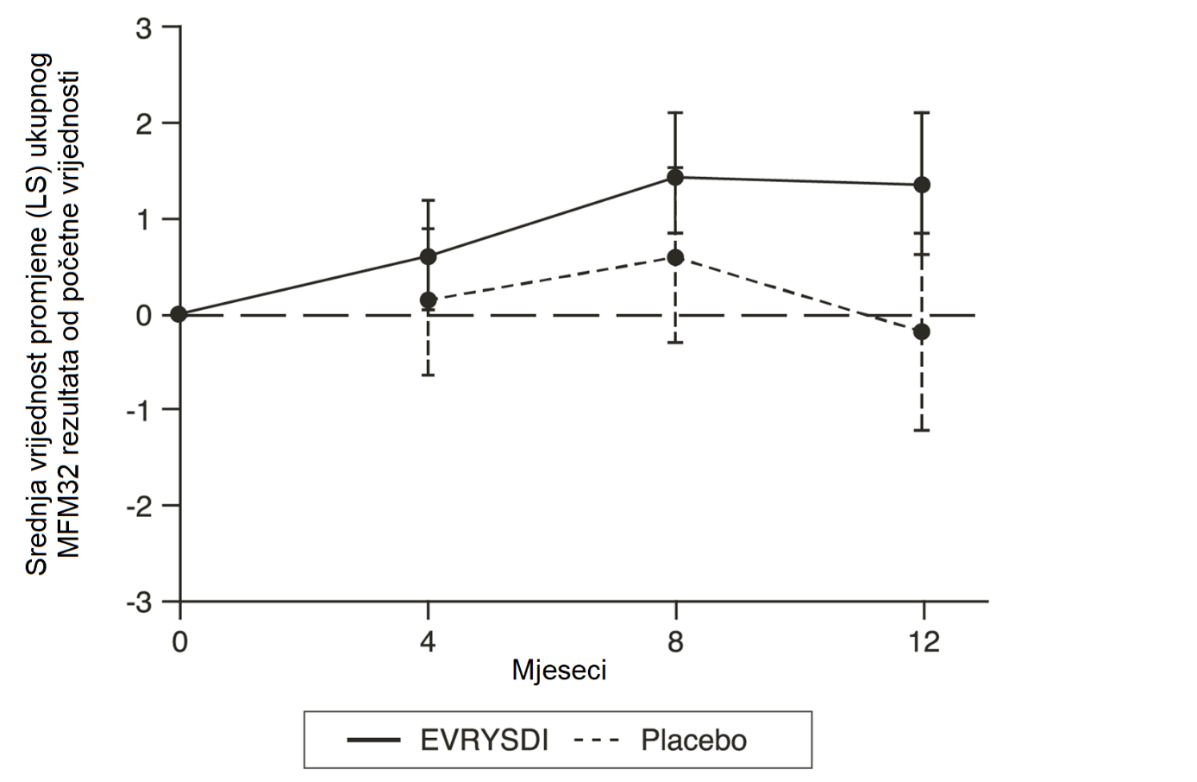 Srednja vrijednost promjene (LS) ukupnog
MFM32 rezultata od početne vrijednosti
3
2
1
0
-1
-2
-3
0 4 8 12
Mjeseci
EVRYSDI Placebo